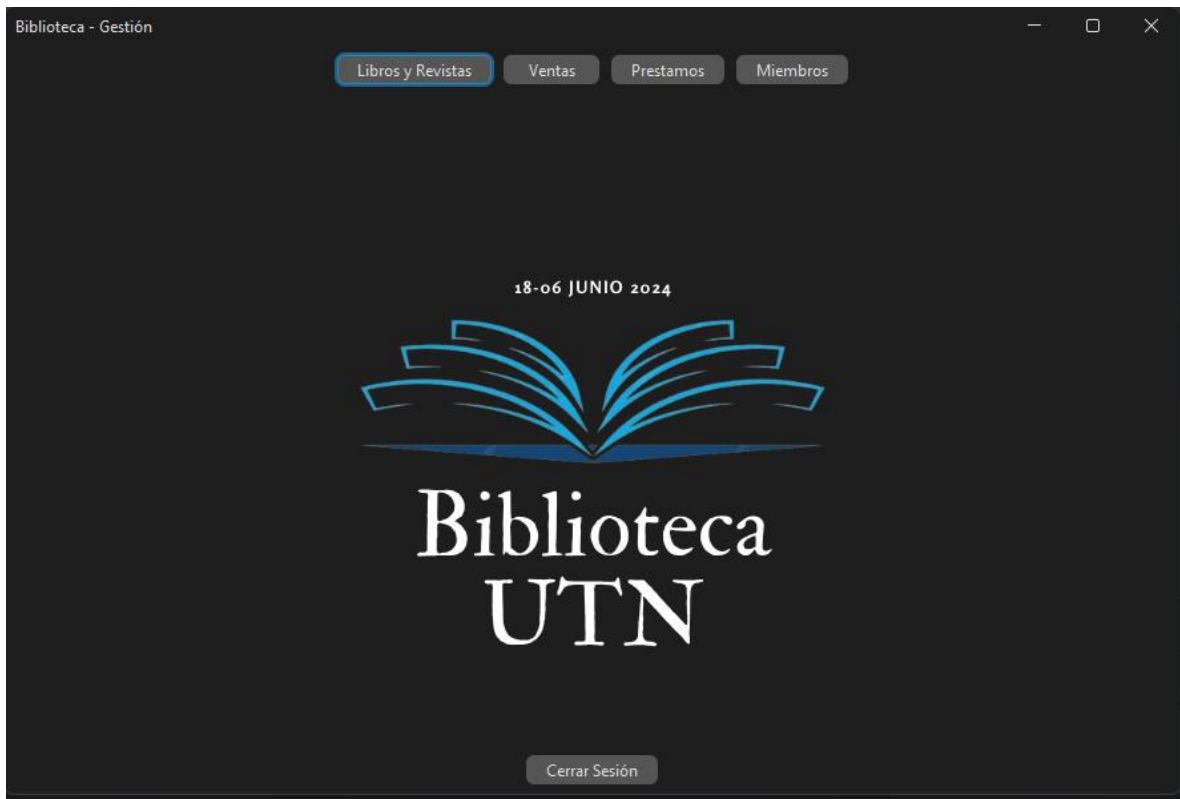 Biblioteca - Gestión
Libros y Revistas Ventas Prestamos Miembros
18-06 JUNIO 2024
Biblioteca
UTN
Cerrar Sesión